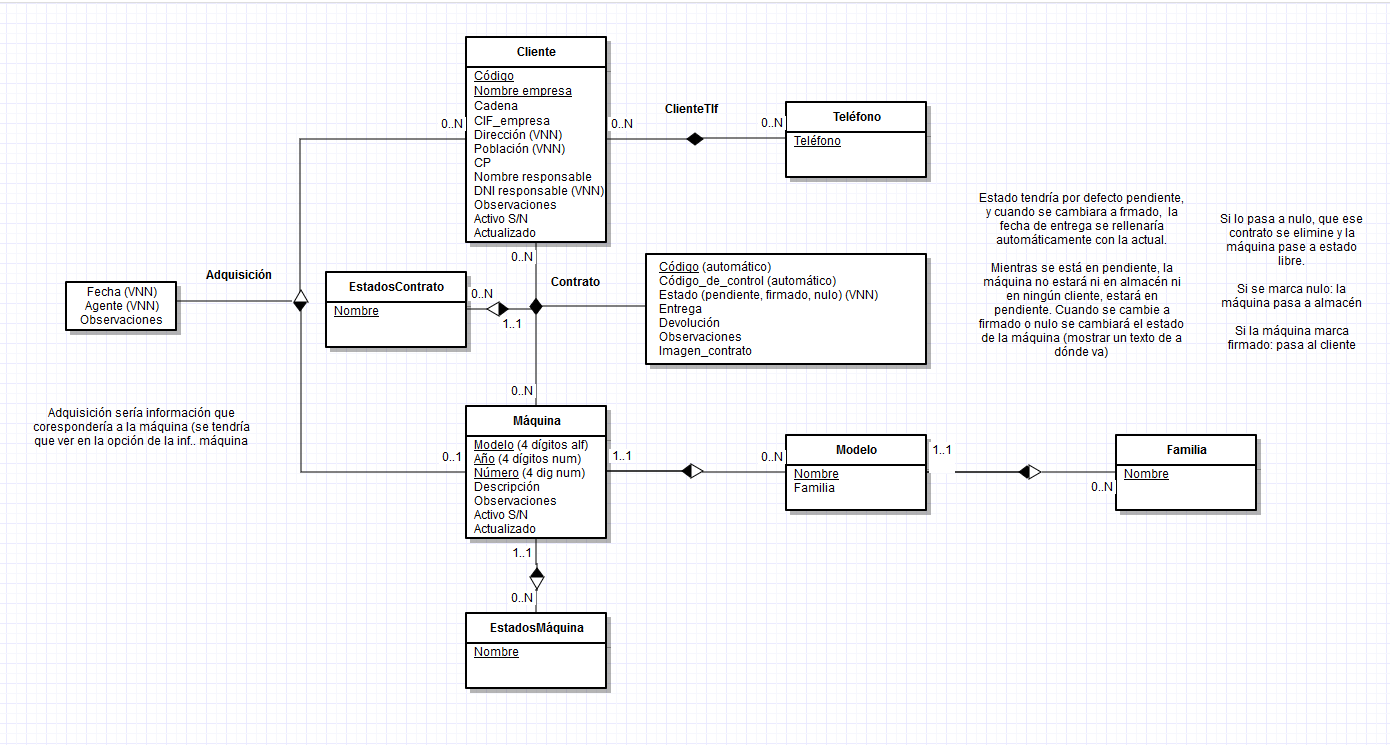 Cliente
Código
Nombre empresa
Cadena
CIF_empresa
Dirección (VNN)
Población (VNN)
CP
Nombre responsable
DNI responsable (VNN)
Observaciones
Activo S/N
Actualizado
0..N
0..N
ClienteTlf
0..N
Teléfono
Teléfono
Estado tendría por defecto pendiente,
y cuando se cambiara a frmado, la
fecha de entrega se rellenaría
automáticamente con la actual.
Mientras se está en pendiente, la
máquina no estará ni en almacén ni
en ningún cliente, estará en
pendiente. Cuando se cambie a
firmado o nulo se cambiará el estado
de la máquina (mostrar un texto de a
dónde va)
Si lo pasa a nulo, que ese
contrato se elimine y la
máquina pase a estado
libre.
Si se marca nulo: la
máquina pasa a almacén
Si la máquina marca
firmado: pasa al cliente
0..N
Adquisición
Fecha (VNN)
Agente (VNN)
Observaciones
EstadosContrato
Nombre
0..N
1..1
Contrato
Código (automático)
Código_de_control (automático)
Estado (pendiente, firmado, nulo) (VNN)
Entrega
Devolución
Observaciones
Imagen_contrato
0..N
Adquisición sería información que
corespondería a la máquina (se tendría
que ver en la opción de la inf.. máquina
0..1
Máquina
Modelo (4 dígitos alf)
Año (4 dígitos num)
Número (4 dig num)
Descripción
Observaciones
Activo S/N
Actualizado
1..1
0..N
Modelo
Nombre
Familia
1..1
0..N
Familia
Nombre
1..1
0..N
EstadosMáquina
Nombre